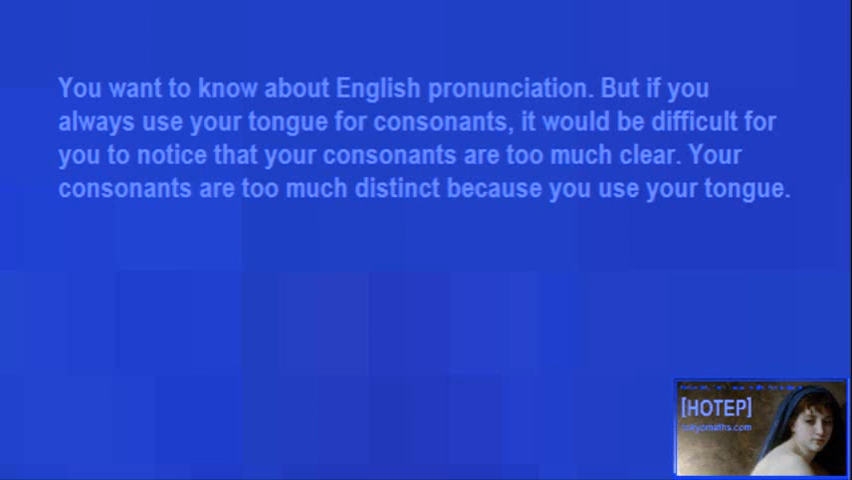 You want to know about English pronunciation. But if you
always use your tongue for consonants, it would be difficult for
you to notice that your consonants are too much clear. Your
consonants are too much distinct because you use your tongue.
[HOTEP]